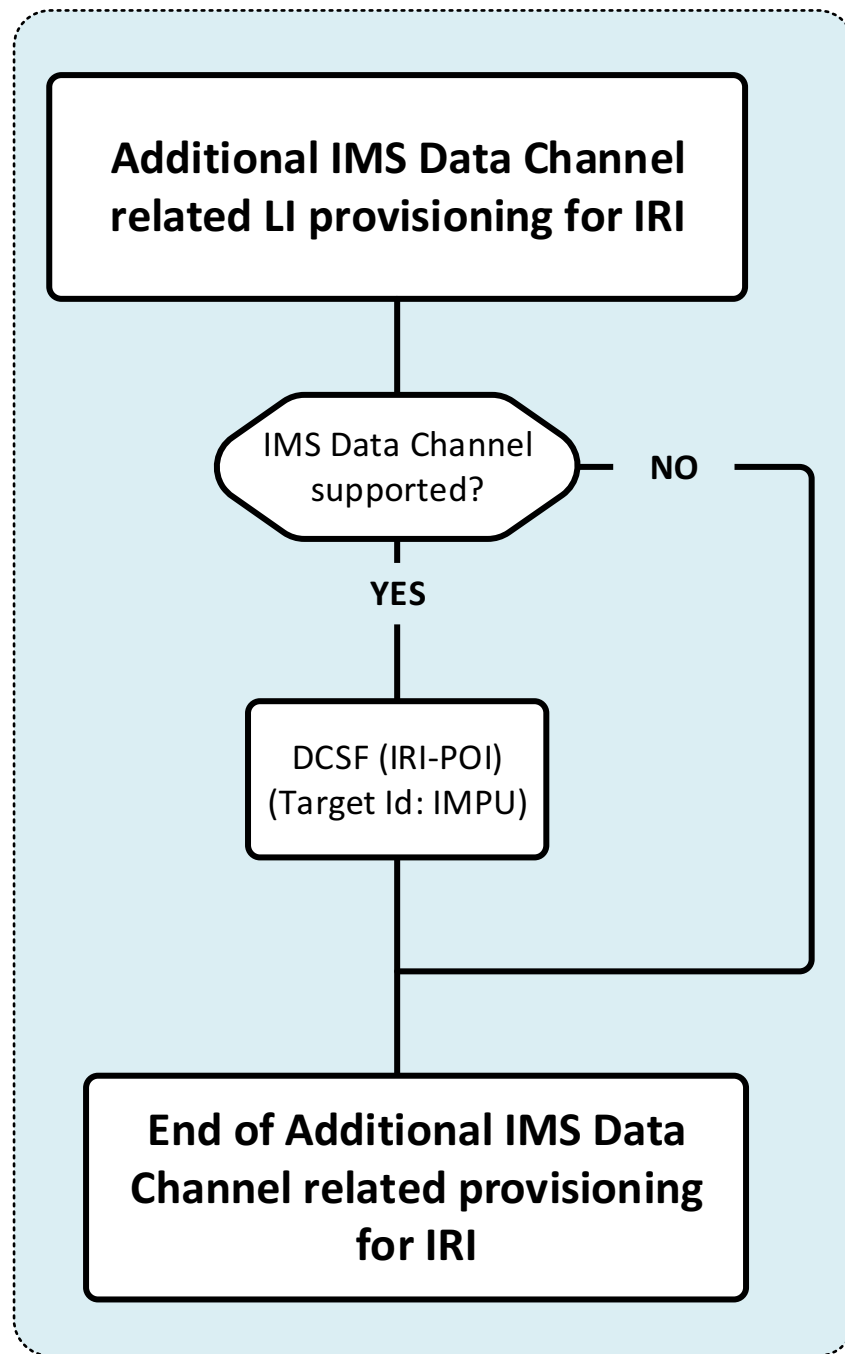 Additional IMS Data Channel
related LI provisioning for IRI
IMS Data Channel
supported?
NO
YES
DCSF (IRI-POI)
(Target Id: IMPU)
End of Additional IMS Data
Channel related provisioning
for IRI